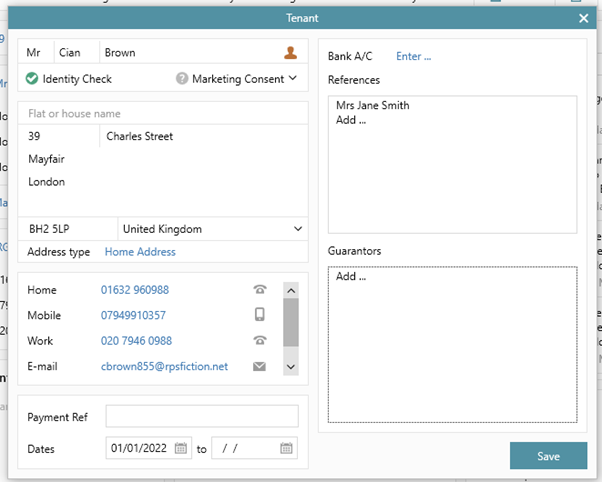 Tenant
Mr Cian Brown
Identity Check Marketing Consent
Flat or house name
39 Charles Street
Mayfair
London
BH2 5LP United Kingdom
Address type Home Address
Home 01632 960988
Mobile 07949910357
Work 020 7946 0988
E-mail cbrown855@rpsfiction.net
Payment Ref
Dates 01/01/2022 to / /
Bank A/C Enter ...
References
Mrs Jane Smith
Add ...
Guarantors
Add ...
Save